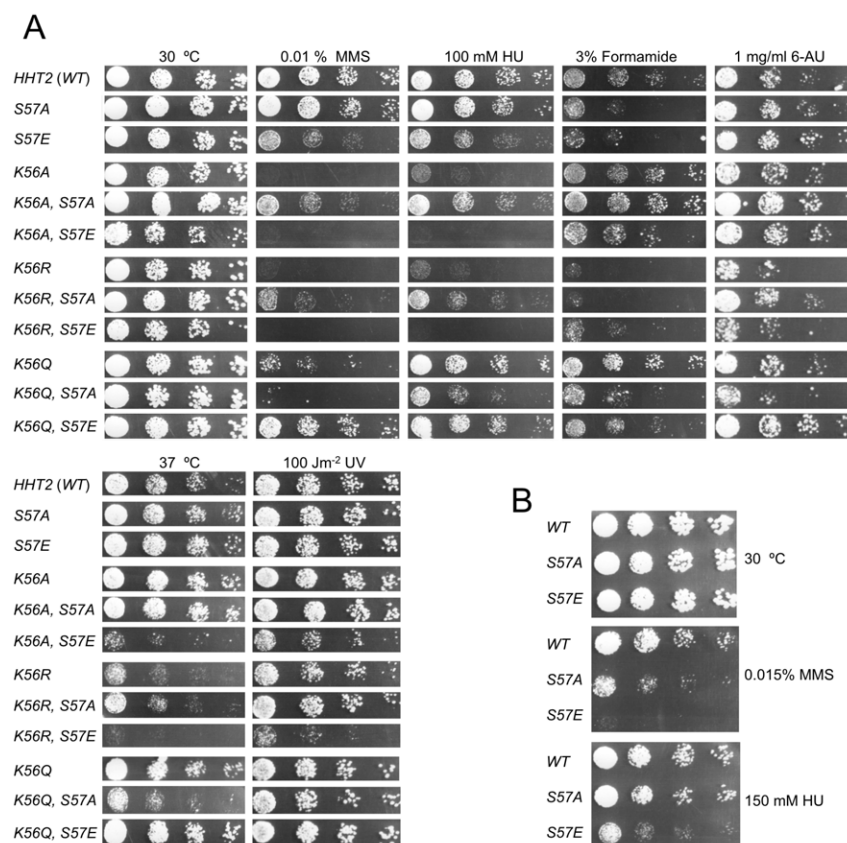 A
30 ºC 0.01 % MMS 100 mM HU 3% Formamide 1 mg/ml 6-AU
HHT2 (WT)
S57A
S57E
K56A
K56A, S57A
K56A, S57E
K56R
K56R, S57A
K56R, S57E
K56Q
K56Q, S57A
K56Q, S57E
37 ºC 100 Jm-2 UV
HHT2 (WT)
S57A
S57E
K56A
K56A, S57A
K56A, S57E
K56R
K56R, S57A
K56R, S57E
K56Q
K56Q, S57A
K56Q, S57E
B
WT
S57A
S57E
30 ºC
WT
S57A
S57E
0.015% MMS
WT
S57A
S57E
150 mM HU